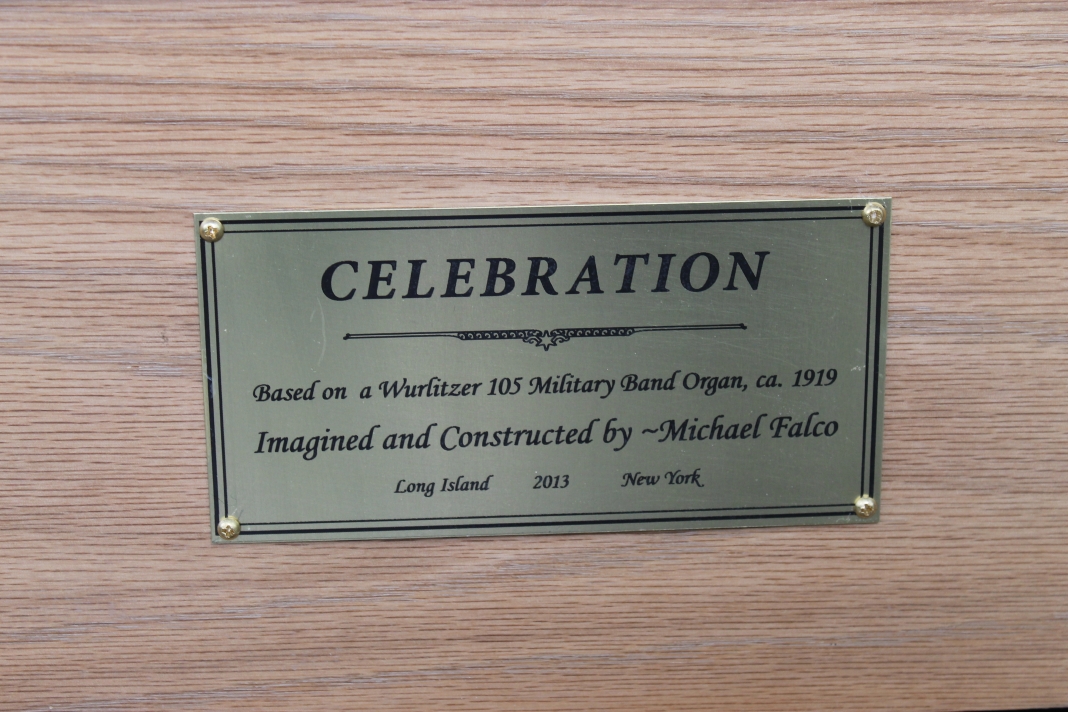 CELEBRATION
Based on a Wurlitzer 105 Military Band Organ, ca. 1919
Imagined and Constructed by ~Michael Falco
Long Island 2013 New York